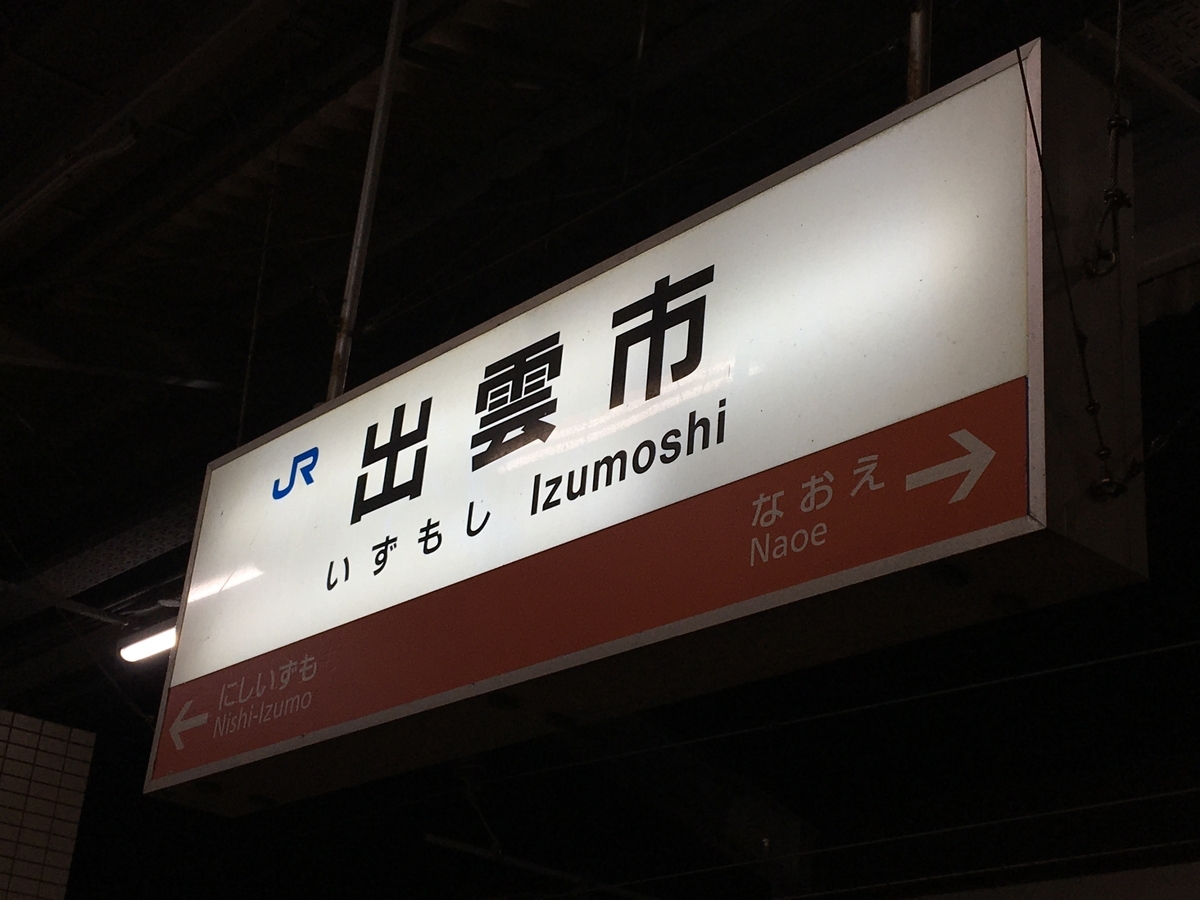 JR 出雲市
いずもし Izumoshi
なおえ →
Naoe
← にしいずも
Nishi-Izumo